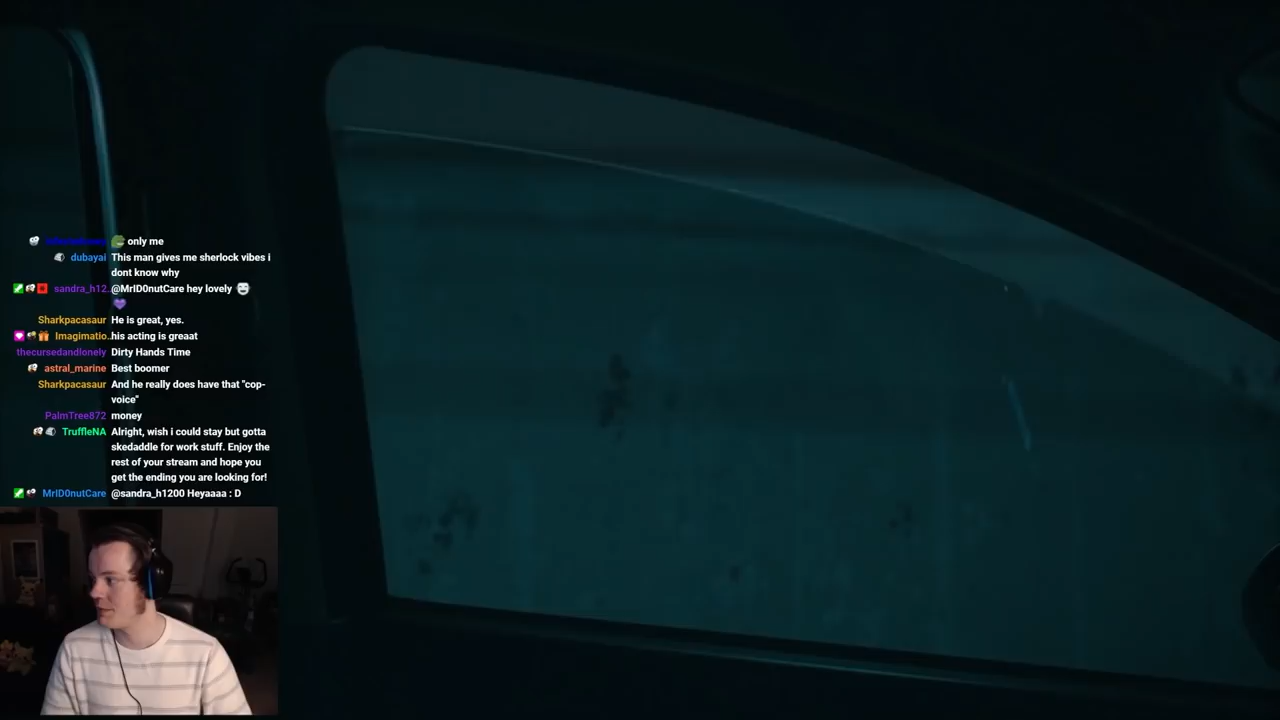 only me
dubayai This man gives me sherlock vibes i
dont know why
sandra_h12.. @MrID0nutCare hey lovely
Sharkpacasaur He is great, yes.
Imagimatio.. his acting is greaat
thecursedandlonely Dirty Hands Time
astral_marine Best boomer
Sharkpacasaur And he really does have that "cop-
voice"
PalmTree872 money
TruffleNA Alright, wish i could stay but gotta
skedaddle for work stuff. Enjoy the
rest of your stream and hope you
get the ending you are looking for!
MrID0nutCare @sandra_h1200 Heyaaaa : D